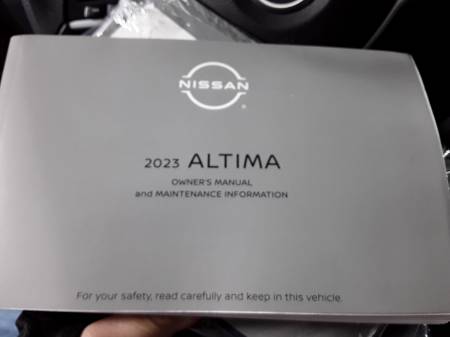 NISSAN
2023 ALTIMA
OWNER'S MANUAL
and MAINTENANCE INFORMATION
For your safety, read carefully and keep in this vehicle.